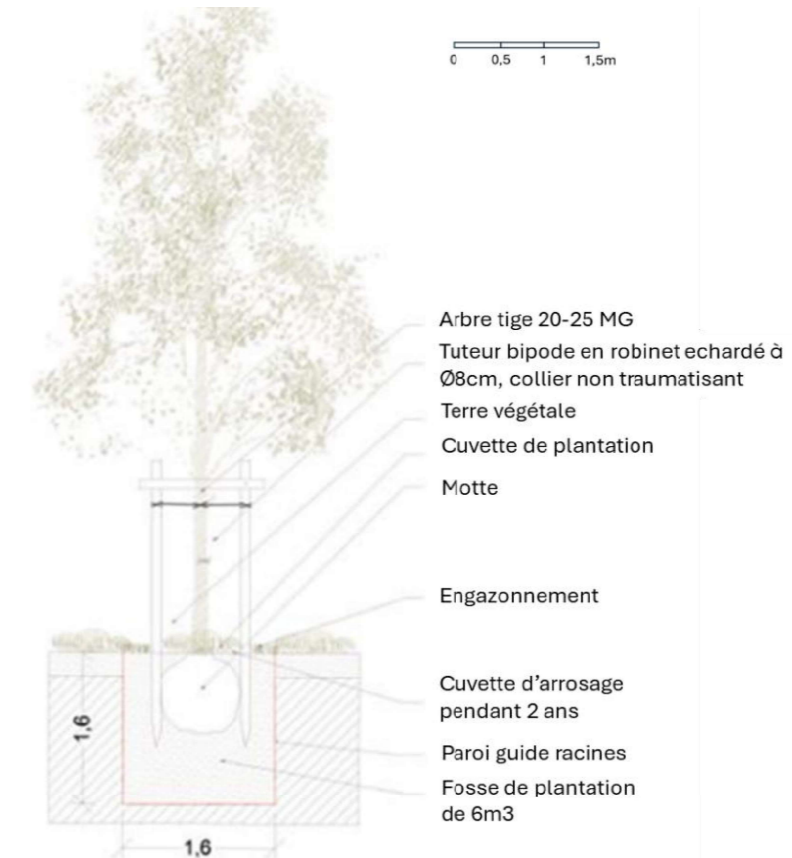 0 0,5 1 1,5m
Arbre tige 20-25 MG
Tuteur bipode en robinet echardé à
Ø8cm, collier non traumatisant
Terre végétale
Cuvette de plantation
Motte
Engazonnement
Cuvette d'arrosage
pendant 2 ans
Paroi guide racines
Fosse de plantation
de 6m3
1,6
1,6